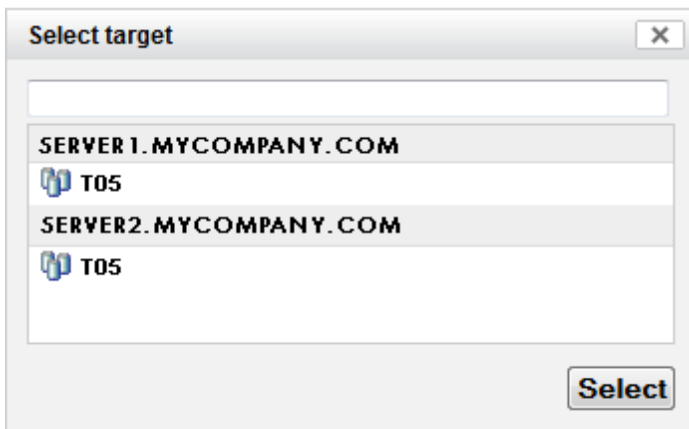 Select target
SERVER1.MYCOMPANY.COM
T05
SERVER2.MYCOMPANY.COM
T05
Select